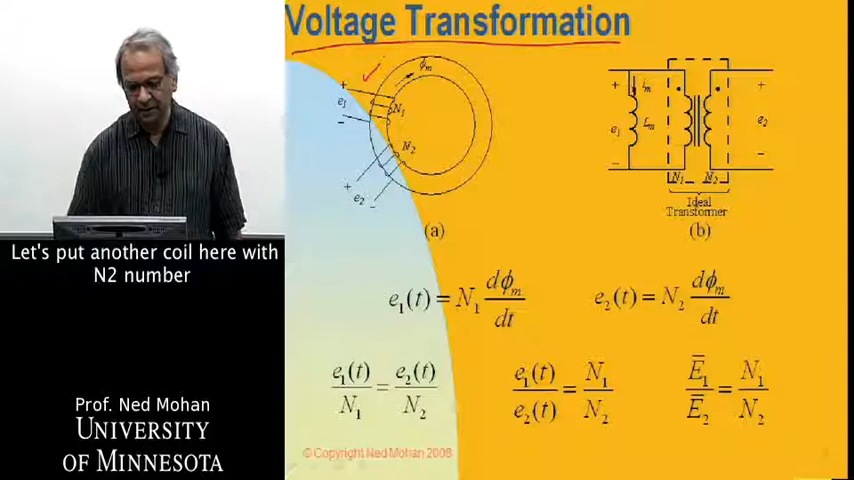 Voltage Transformation
+
e₁
−
N₁
ϕₘ
N₂
+
e₂
−
(a)
+
iₘ
Lₘ
e₁
−
N₁
N₂
+
e₂
−
Ideal
Transformer
(b)
Let's put another coil here with
N2 number
e₁(t) = N₁ dϕₘ/dt
e₂(t) = N₂ dϕₘ/dt
e₁(t)/N₁ = e₂(t)/N₂
e₁(t)/e₂(t) = N₁/N₂
E̅₁/E̅₂ = N₁/N₂
Prof. Ned Mohan
UNIVERSITY
OF MINNESOTA
© Copyright Ned Mohan 2008